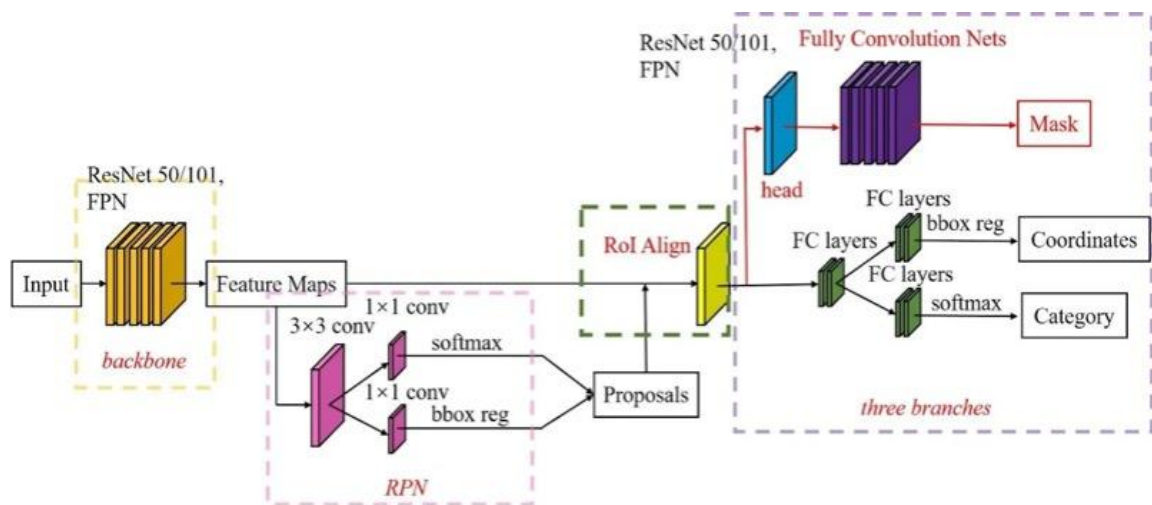 ResNet 50/101,
FPN
Input
backbone
Feature Maps
3×3 conv
1×1 conv
softmax
1×1 conv
bbox reg
RPN
Proposals
RoI Align
ResNet 50/101,
FPN
Fully Convolution Nets
head
Mask
FC layers
FC layers
bbox reg
Coordinates
FC layers
softmax
Category
three branches